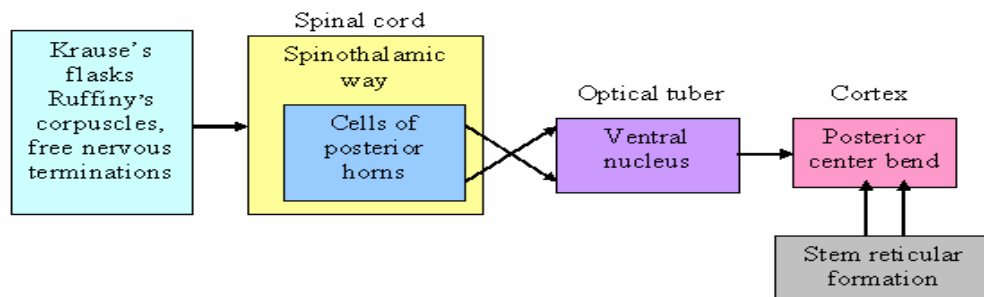 Krause's
flasks
Ruffiny's
corpuscles,
free nervous
terminations
Spinal cord
Spinothalamic
way
Cells of
posterior
horns
Optical tuber
Ventral
nucleus
Cortex
Posterior
center bend
Stem reticular
formation